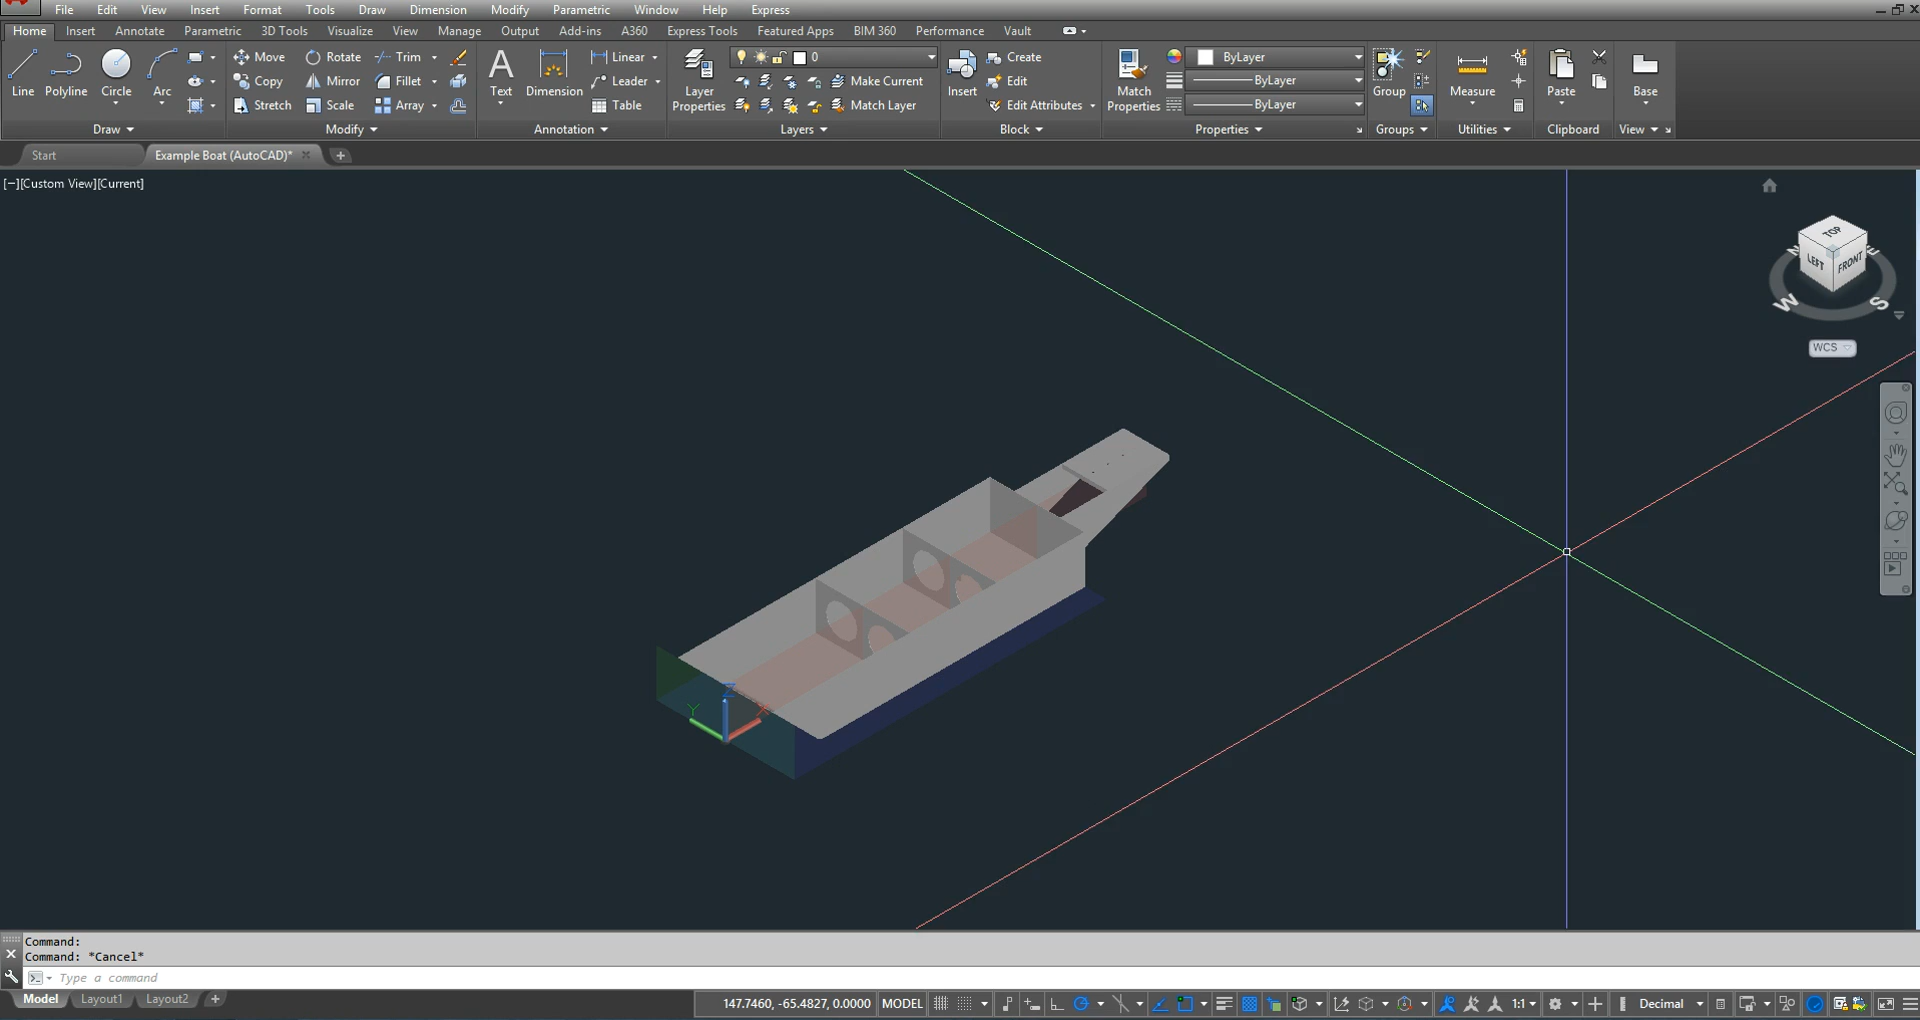 File Edit View Insert Format Tools Draw Dimension Modify Parametric Window Help Express
Home Insert Annotate Parametric 3D Tools Visualize View Manage Output Add-ins A360 Express Tools Featured Apps BIM 360 Performance Vault
Line Polyline Circle Arc
Draw
Move Rotate Trim
Copy Mirror Fillet
Stretch Scale Array
Modify
A
Text Dimension
Linear
Leader
Table
Annotation
Layer Properties
0
Make Current
Match Layer
Layers
Insert
Create
Edit
Edit Attributes
Block
Match Properties
ByLayer
ByLayer
ByLayer
Properties
Group
Groups
Measure
Utilities
Paste
Clipboard
Base
View
Start Example Boat (AutoCAD)*
[−][Custom View][Current]
TOP
LEFT FRONT
W S
WCS
Z
Y X
Command:
Command: *Cancel*
Type a command
Model Layout1 Layout2
147.7460, -65.4827, 0.0000 MODEL 1:1 Decimal